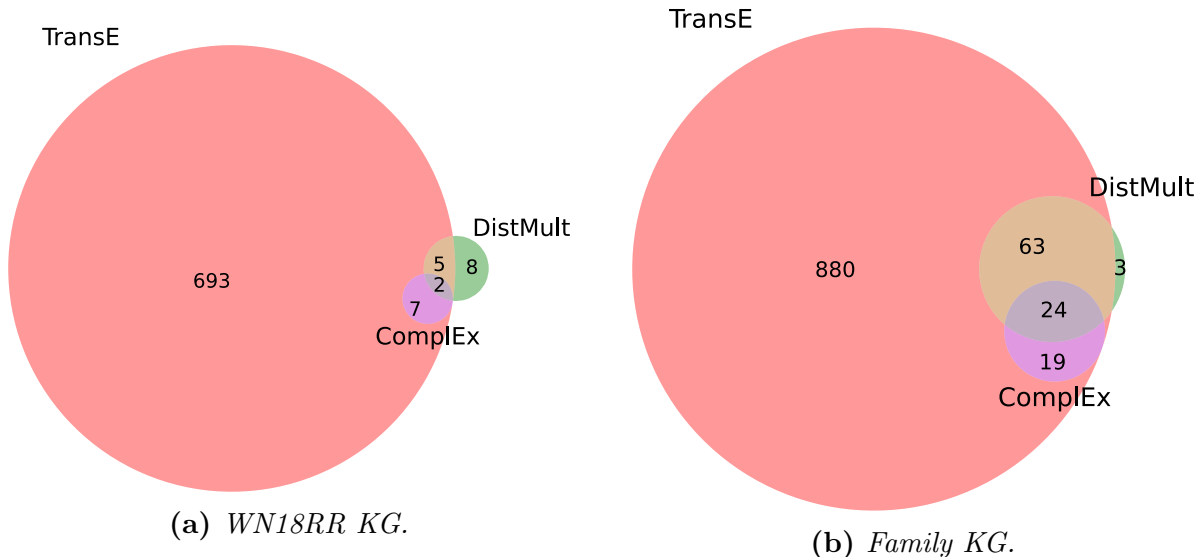 TransE
DistMult
693
5
8
2
7
ComplEx
(a) WN18RR KG.
TransE
DistMult
880
63
3
24
19
ComplEx
(b) Family KG.